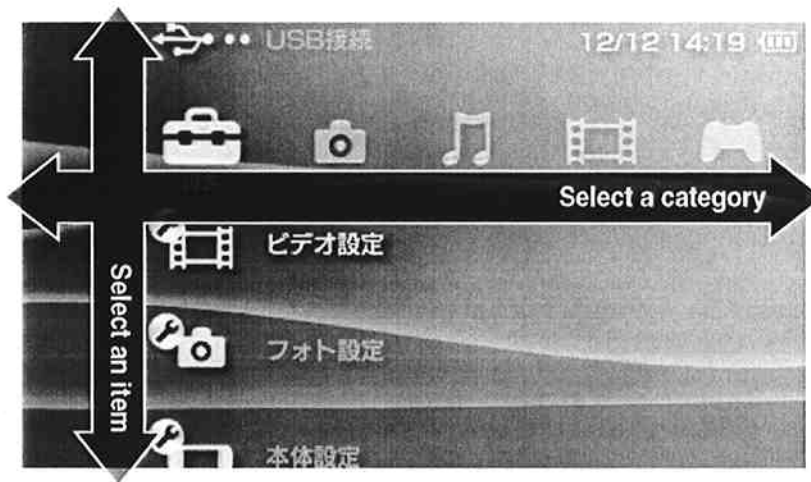 USB接続
12/12 14:19
Select a category
ビデオ設定
フォト設定
本体設定
Select an item